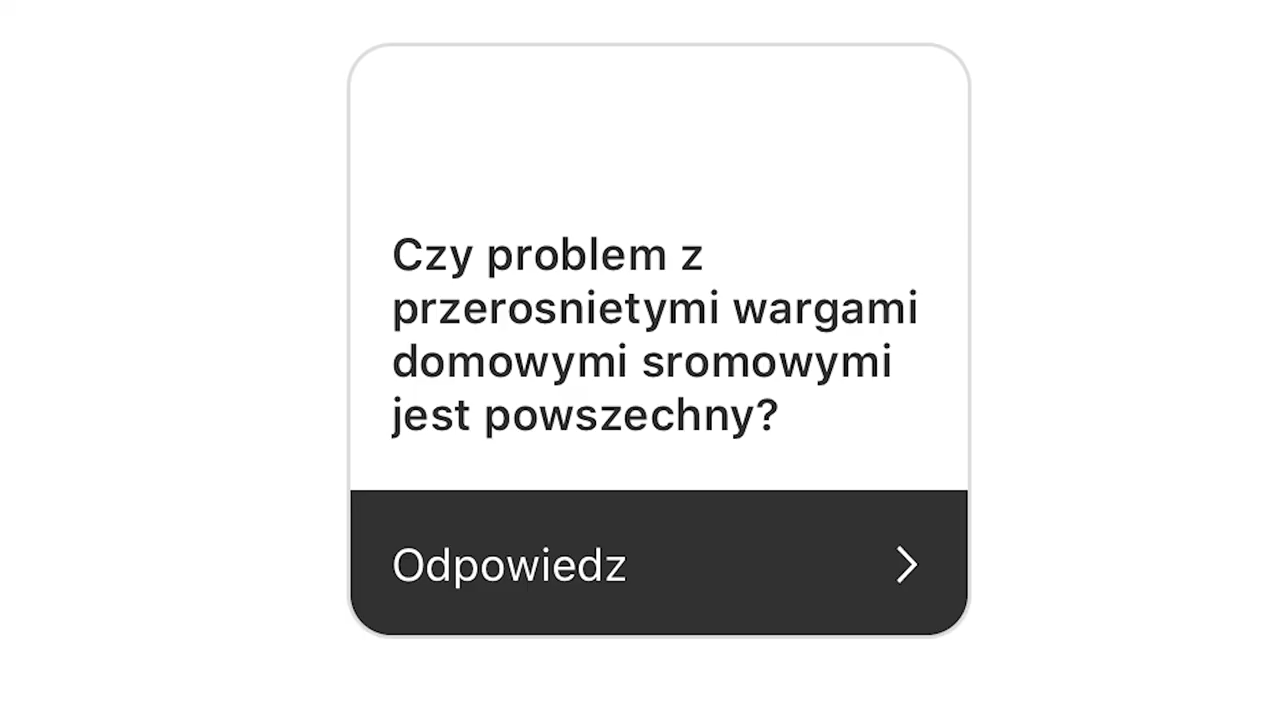 Czy problem z
przerosnietymi wargami
domowymi sromowymi
jest powszechny?
Odpowiedz